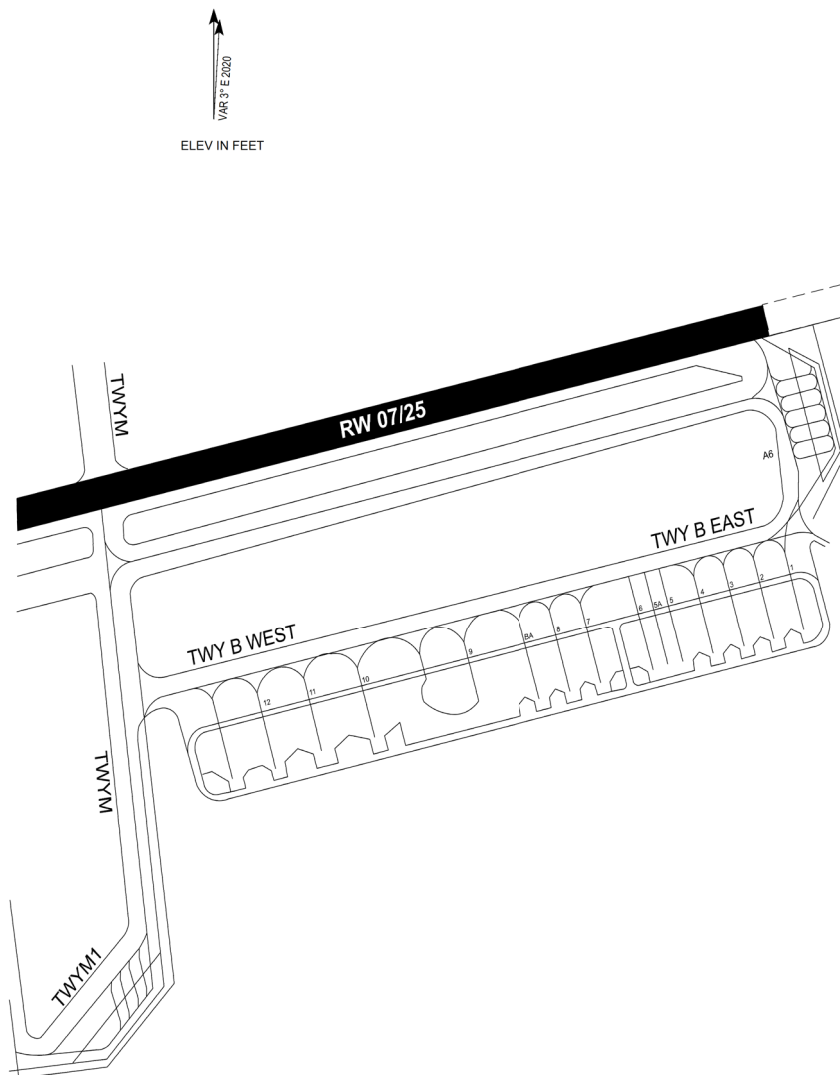 VAR 3° E 2020
ELEV IN FEET
TWYM
RW 07/25
A6
TWY B EAST
TWY B WEST
1
2
3
4
5
5A
6
7
8
8A
9
10
11
12
TWYM
TWYM1